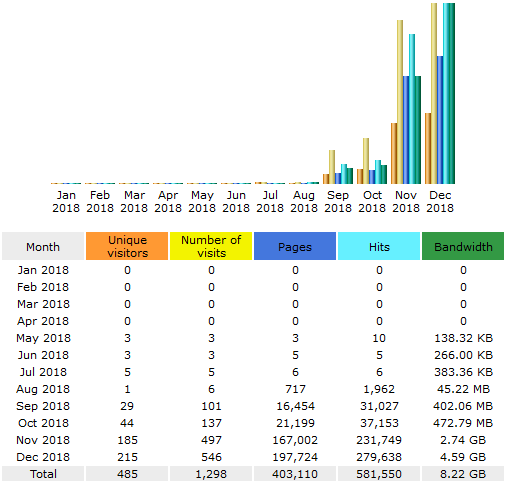 Jan Feb Mar Apr May Jun Jul Aug Sep Oct Nov Dec
2018 2018 2018 2018 2018 2018 2018 2018 2018 2018 2018 2018
Month Unique visitors Number of visits Pages Hits Bandwidth
Jan 2018 0 0 0 0 0
Feb 2018 0 0 0 0 0
Mar 2018 0 0 0 0 0
Apr 2018 0 0 0 0 0
May 2018 3 3 3 10 138.32 KB
Jun 2018 3 3 5 5 266.00 KB
Jul 2018 5 5 6 6 383.36 KB
Aug 2018 1 6 717 1,962 45.22 MB
Sep 2018 29 101 16,454 31,027 402.06 MB
Oct 2018 44 137 21,199 37,153 472.79 MB
Nov 2018 185 497 167,002 231,749 2.74 GB
Dec 2018 215 546 197,724 279,638 4.59 GB
Total 485 1,298 403,110 581,550 8.22 GB